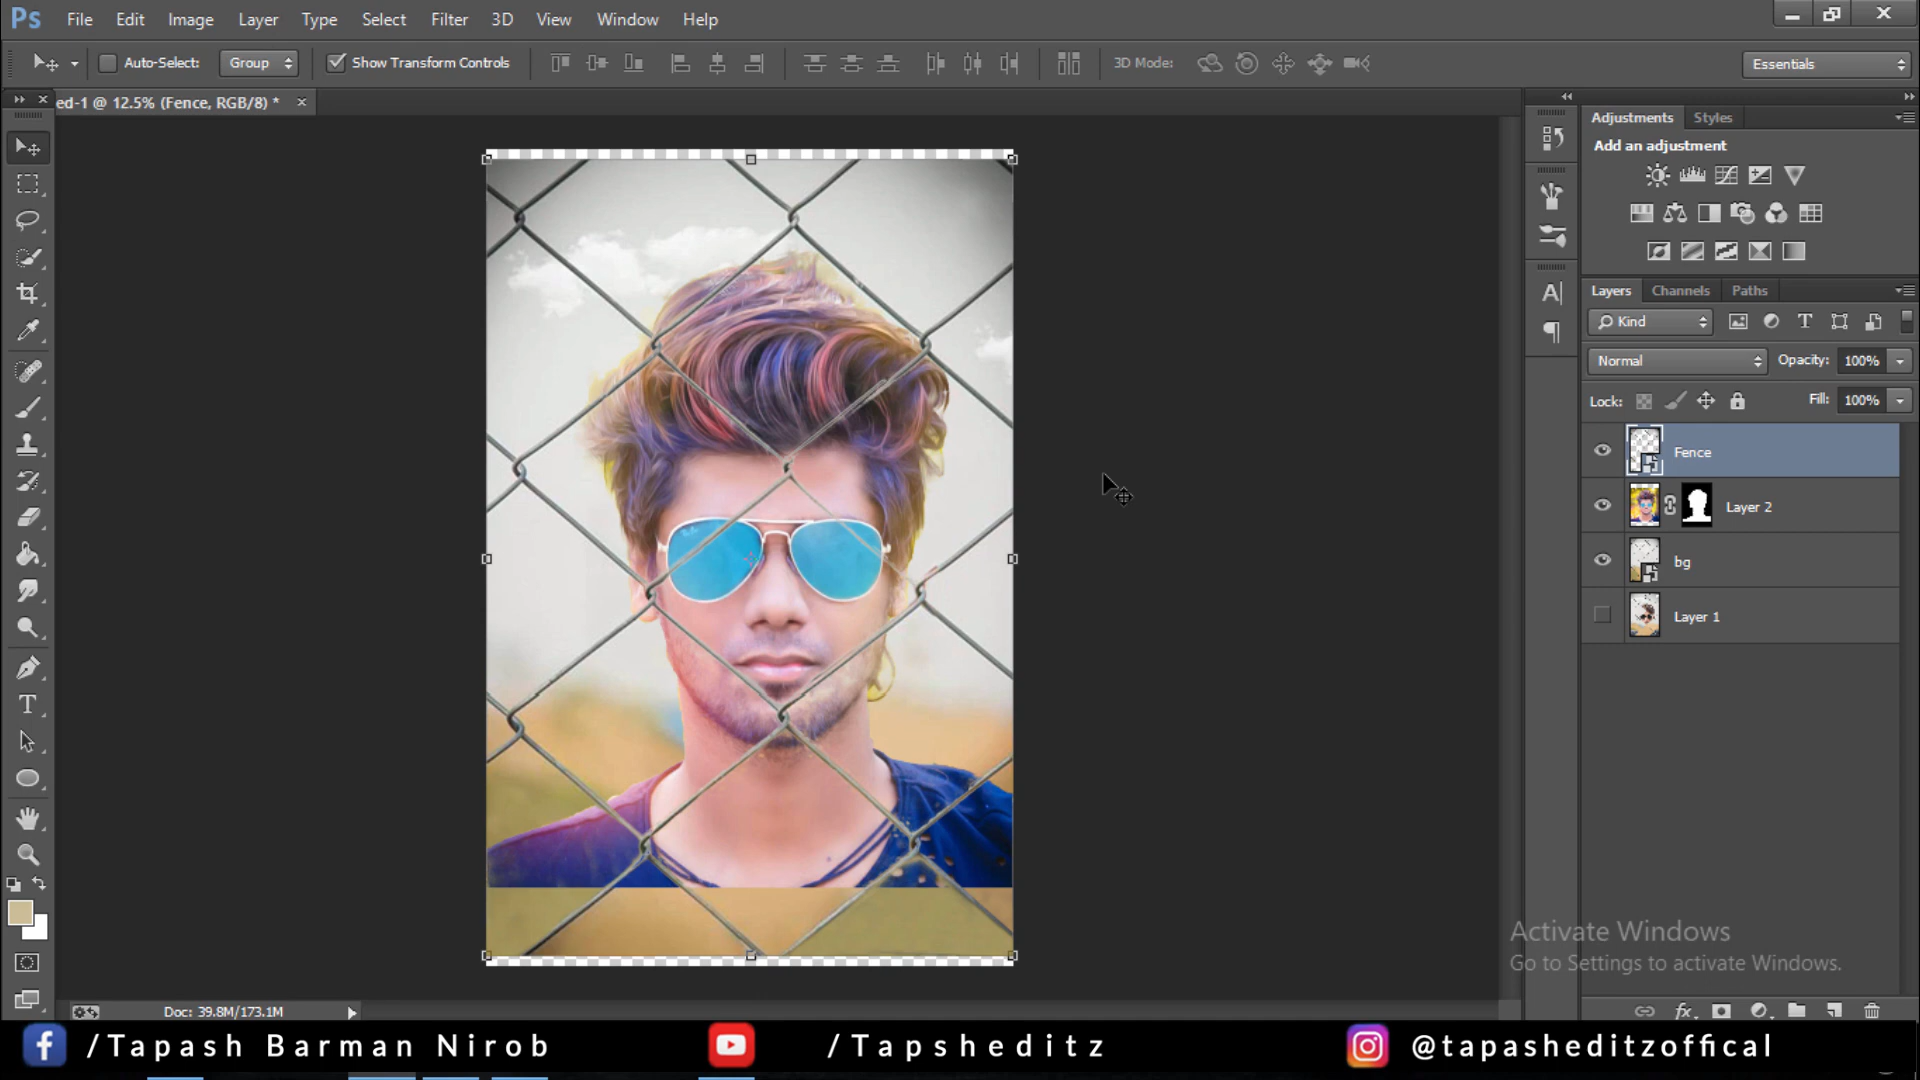 Ps File Edit Image Layer Type Select Filter 3D View Window Help
Auto-Select: Group Show Transform Controls 3D Mode: Essentials
ed-1 @ 12.5% (Fence, RGB/8) * ×
Adjustments Styles
Add an adjustment
Layers Channels Paths
Kind
Normal Opacity: 100%
Lock: Fill: 100%
Fence
Layer 2
bg
Layer 1
Activate Windows
Go to Settings to activate Windows.
Doc: 39.8M/173.1M
/Tapash Barman Nirob /Tapsheditz @tapasheditzoffical